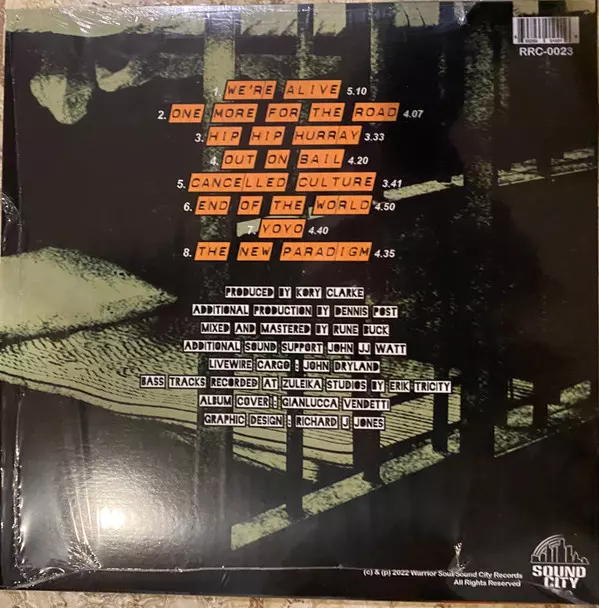 RRC-0023
1. WE'RE ALIVE 5.10
2. ONE MORE FOR THE ROAD 4.07
3. HIP HIP HURRAY 3.33
4. OUT ON BAIL 4.20
5. CANCELLED CULTURE 3.41
6. END OF THE WORLD 4.50
7. YOYO 4.40
8. THE NEW PARADIGM 4.35
PRODUCED BY KORY CLARKE
ADDITIONAL PRODUCTION BY DENNIS POST
MIXED AND MASTERED BY RUNE BUCK
ADDITIONAL SOUND SUPPORT JOHN JJ WATT
LIVEWIRE CARGO : JOHN DRYLAND
BASS TRACKS RECORDED AT ZULEIKA STUDIOS BY ERIK TRICITY
ALBUM COVER : GIANLUCCA VENDETTI
GRAPHIC DESIGN : RICHARD J JONES
(c) & (p) 2022 Warrior Soul/Sound City Records
All Rights Reserved
SOUND
CITY